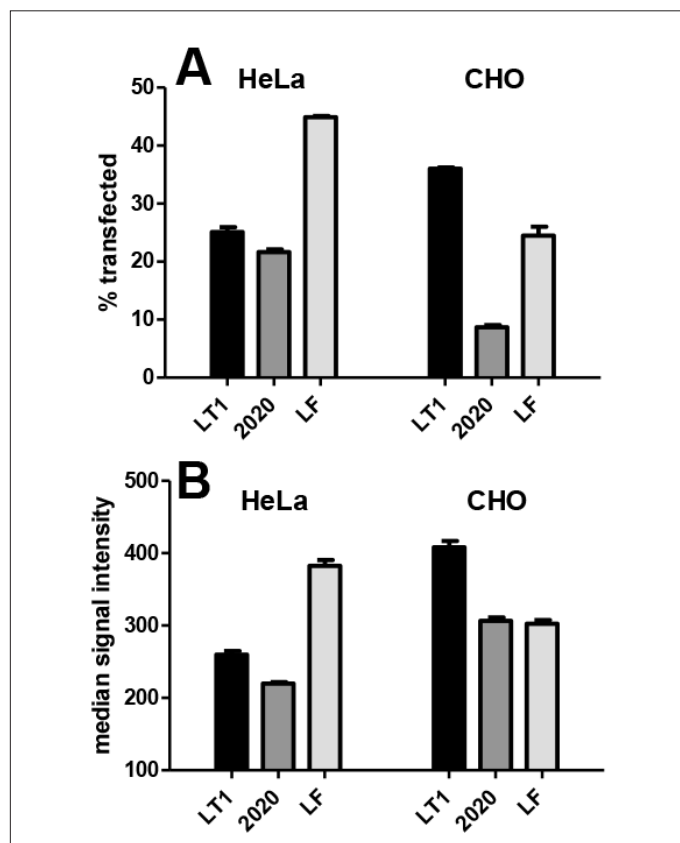 A
HeLa CHO
50
40
30
20
10
0
% transfected
LT1 2020 LF LT1 2020 LF
B
HeLa CHO
500
400
300
200
100
median signal intensity
LT1 2020 LF LT1 2020 LF